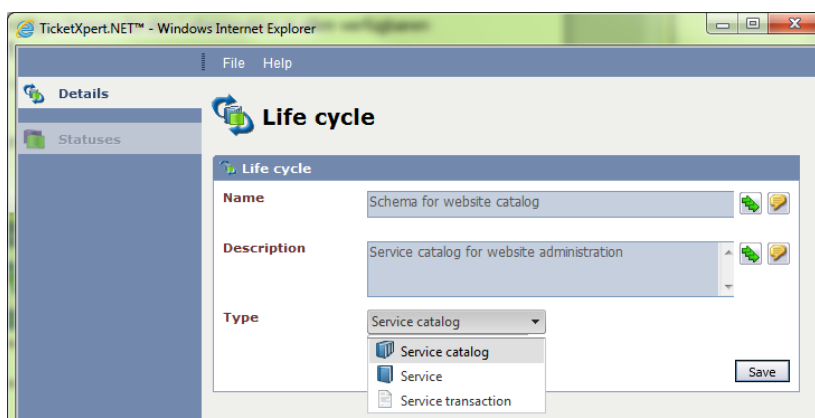 TicketXpert.NET™ - Windows Internet Explorer
File Help
Details
Statuses
Life cycle
Life cycle
Name
Schema for website catalog
Description
Service catalog for website administration
Type
Service catalog
Service catalog
Service
Service transaction
Save